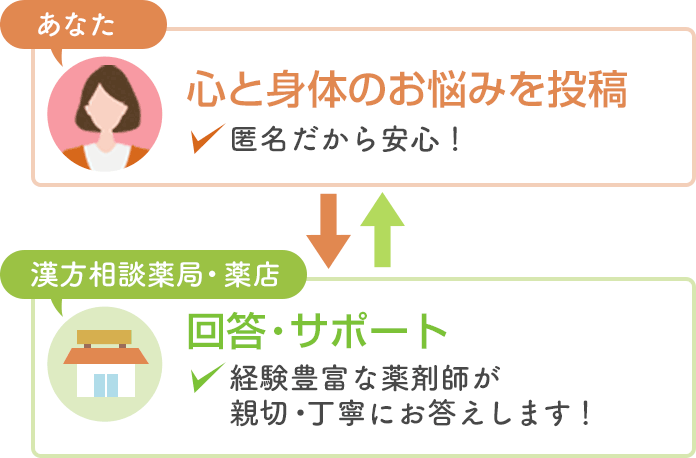 あなた
心と身体のお悩みを投稿
匿名だから安心！
漢方相談薬局・薬店
回答・サポート
経験豊富な薬剤師が
親切・丁寧にお答えします！